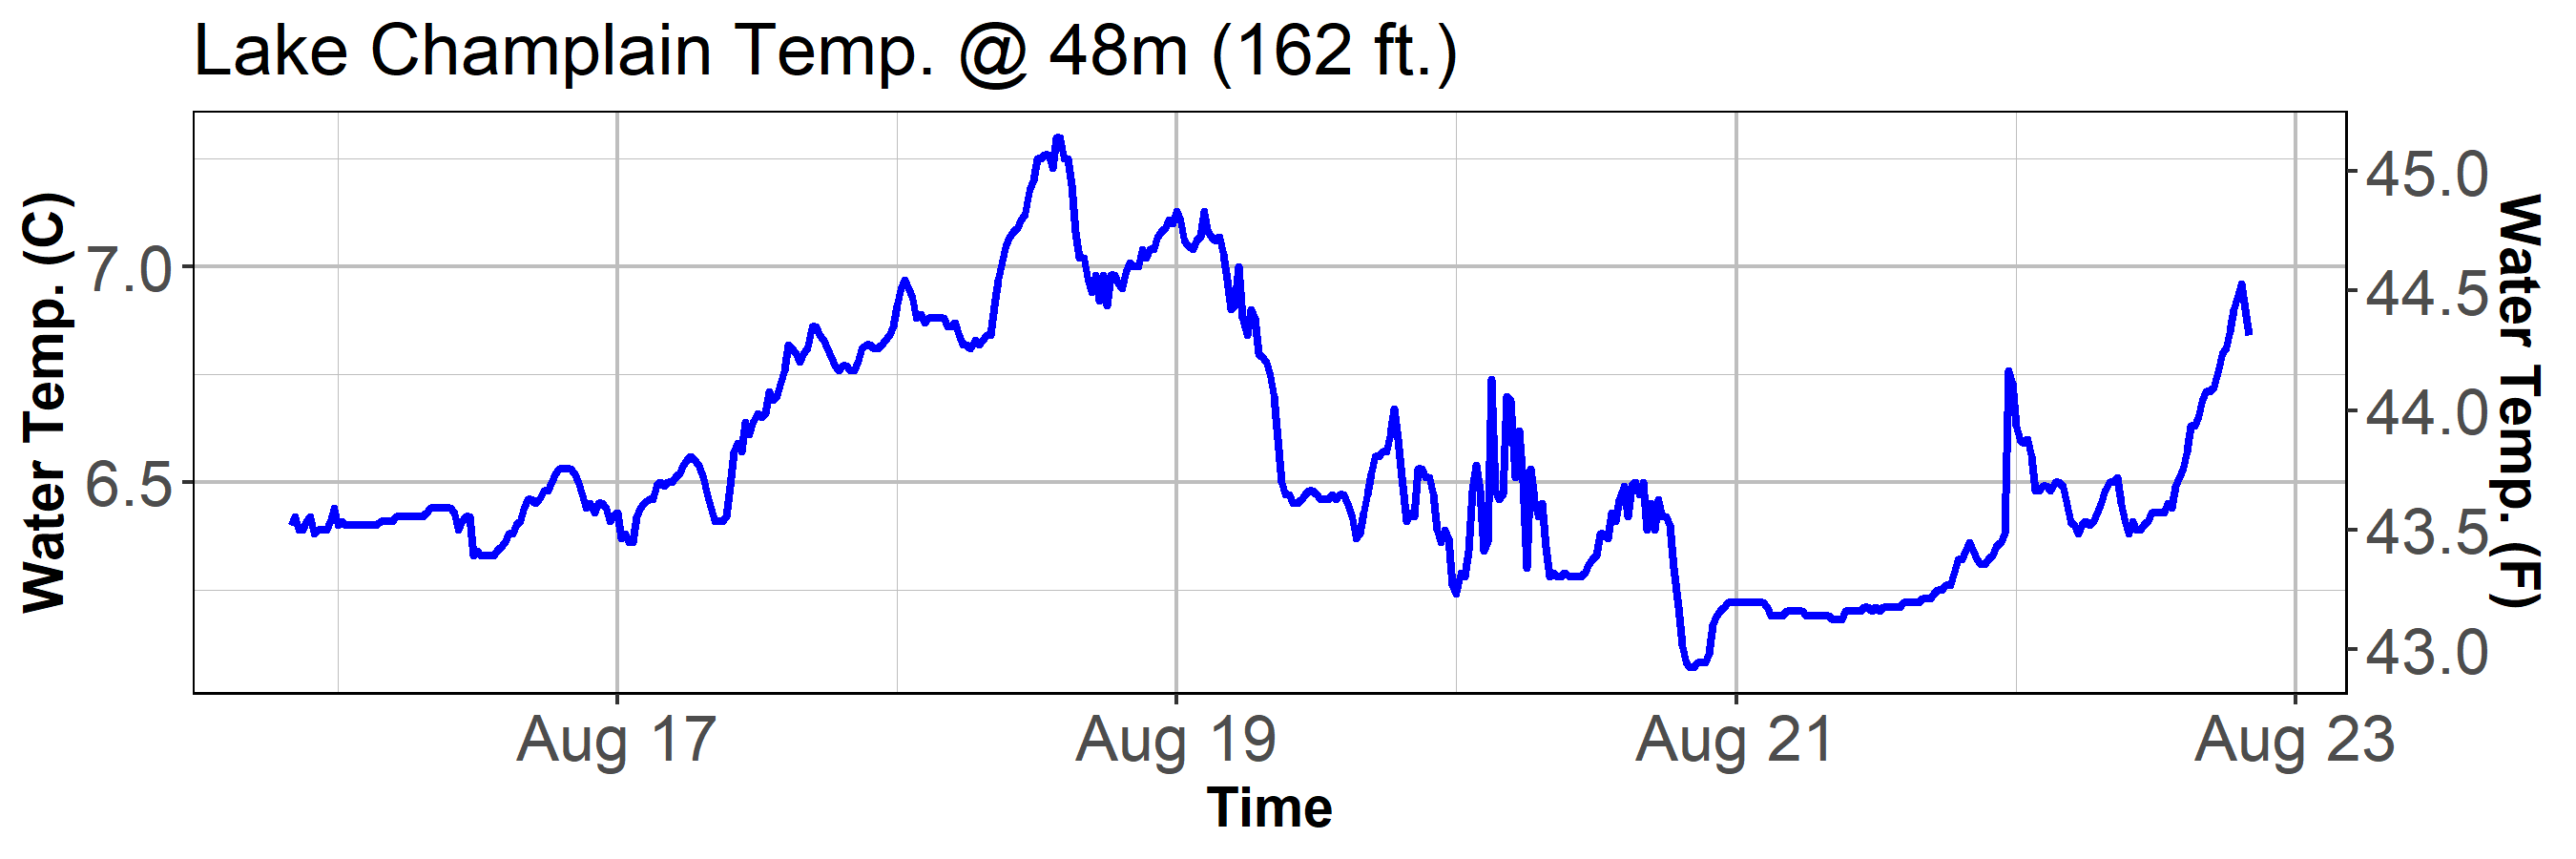 Lake Champlain Temp. @ 48m (162 ft.)
Water Temp. (C)
7.0
6.5
45.0
44.5
44.0
43.5
43.0
Water Temp. (F)
Aug 17
Aug 19
Aug 21
Aug 23
Time